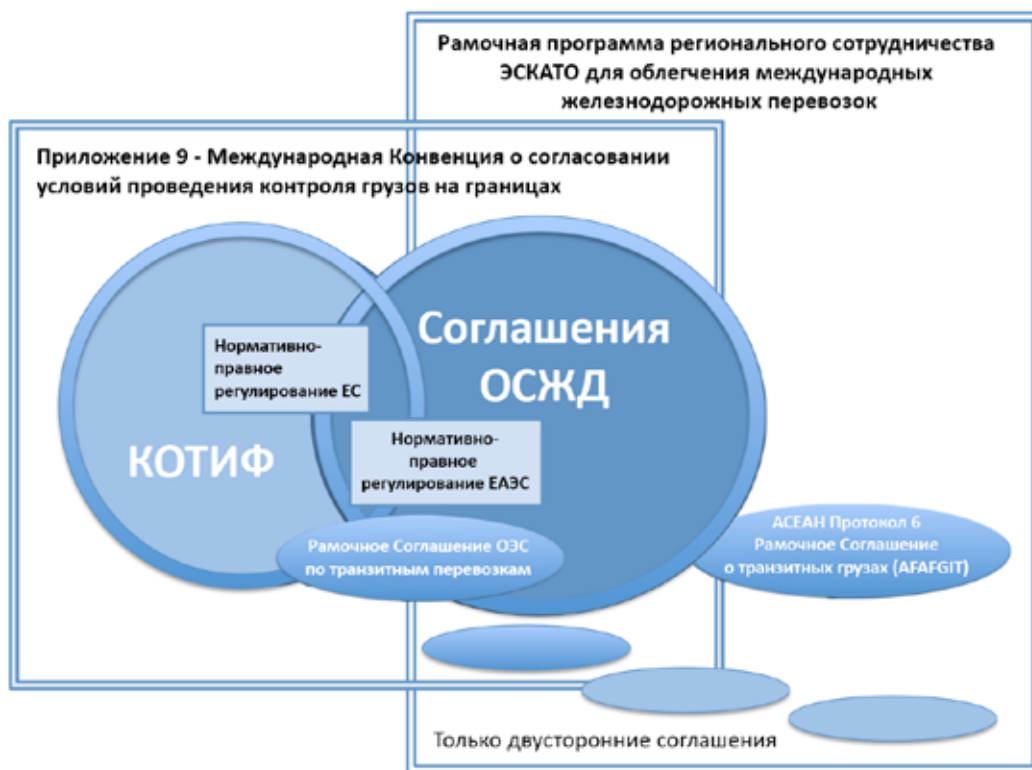 Рамочная программа регионального сотрудничества
ЭСКАТО для облегчения международных
железнодорожных перевозок
Приложение 9 - Международная Конвенция о согласовании
условий проведения контроля грузов на границах
Соглашения
ОСЖД
Нормативно-
правное
регулирование ЕС
КОТИФ
Нормативно-
правное
регулирование ЕАЭС
Рамочное Соглашение ОЭС
по транзитным перевозкам
АСЕАН Протокол 6
Рамочное Соглашение
о транзитных грузах (AFAFGIT)
Только двусторонние соглашения